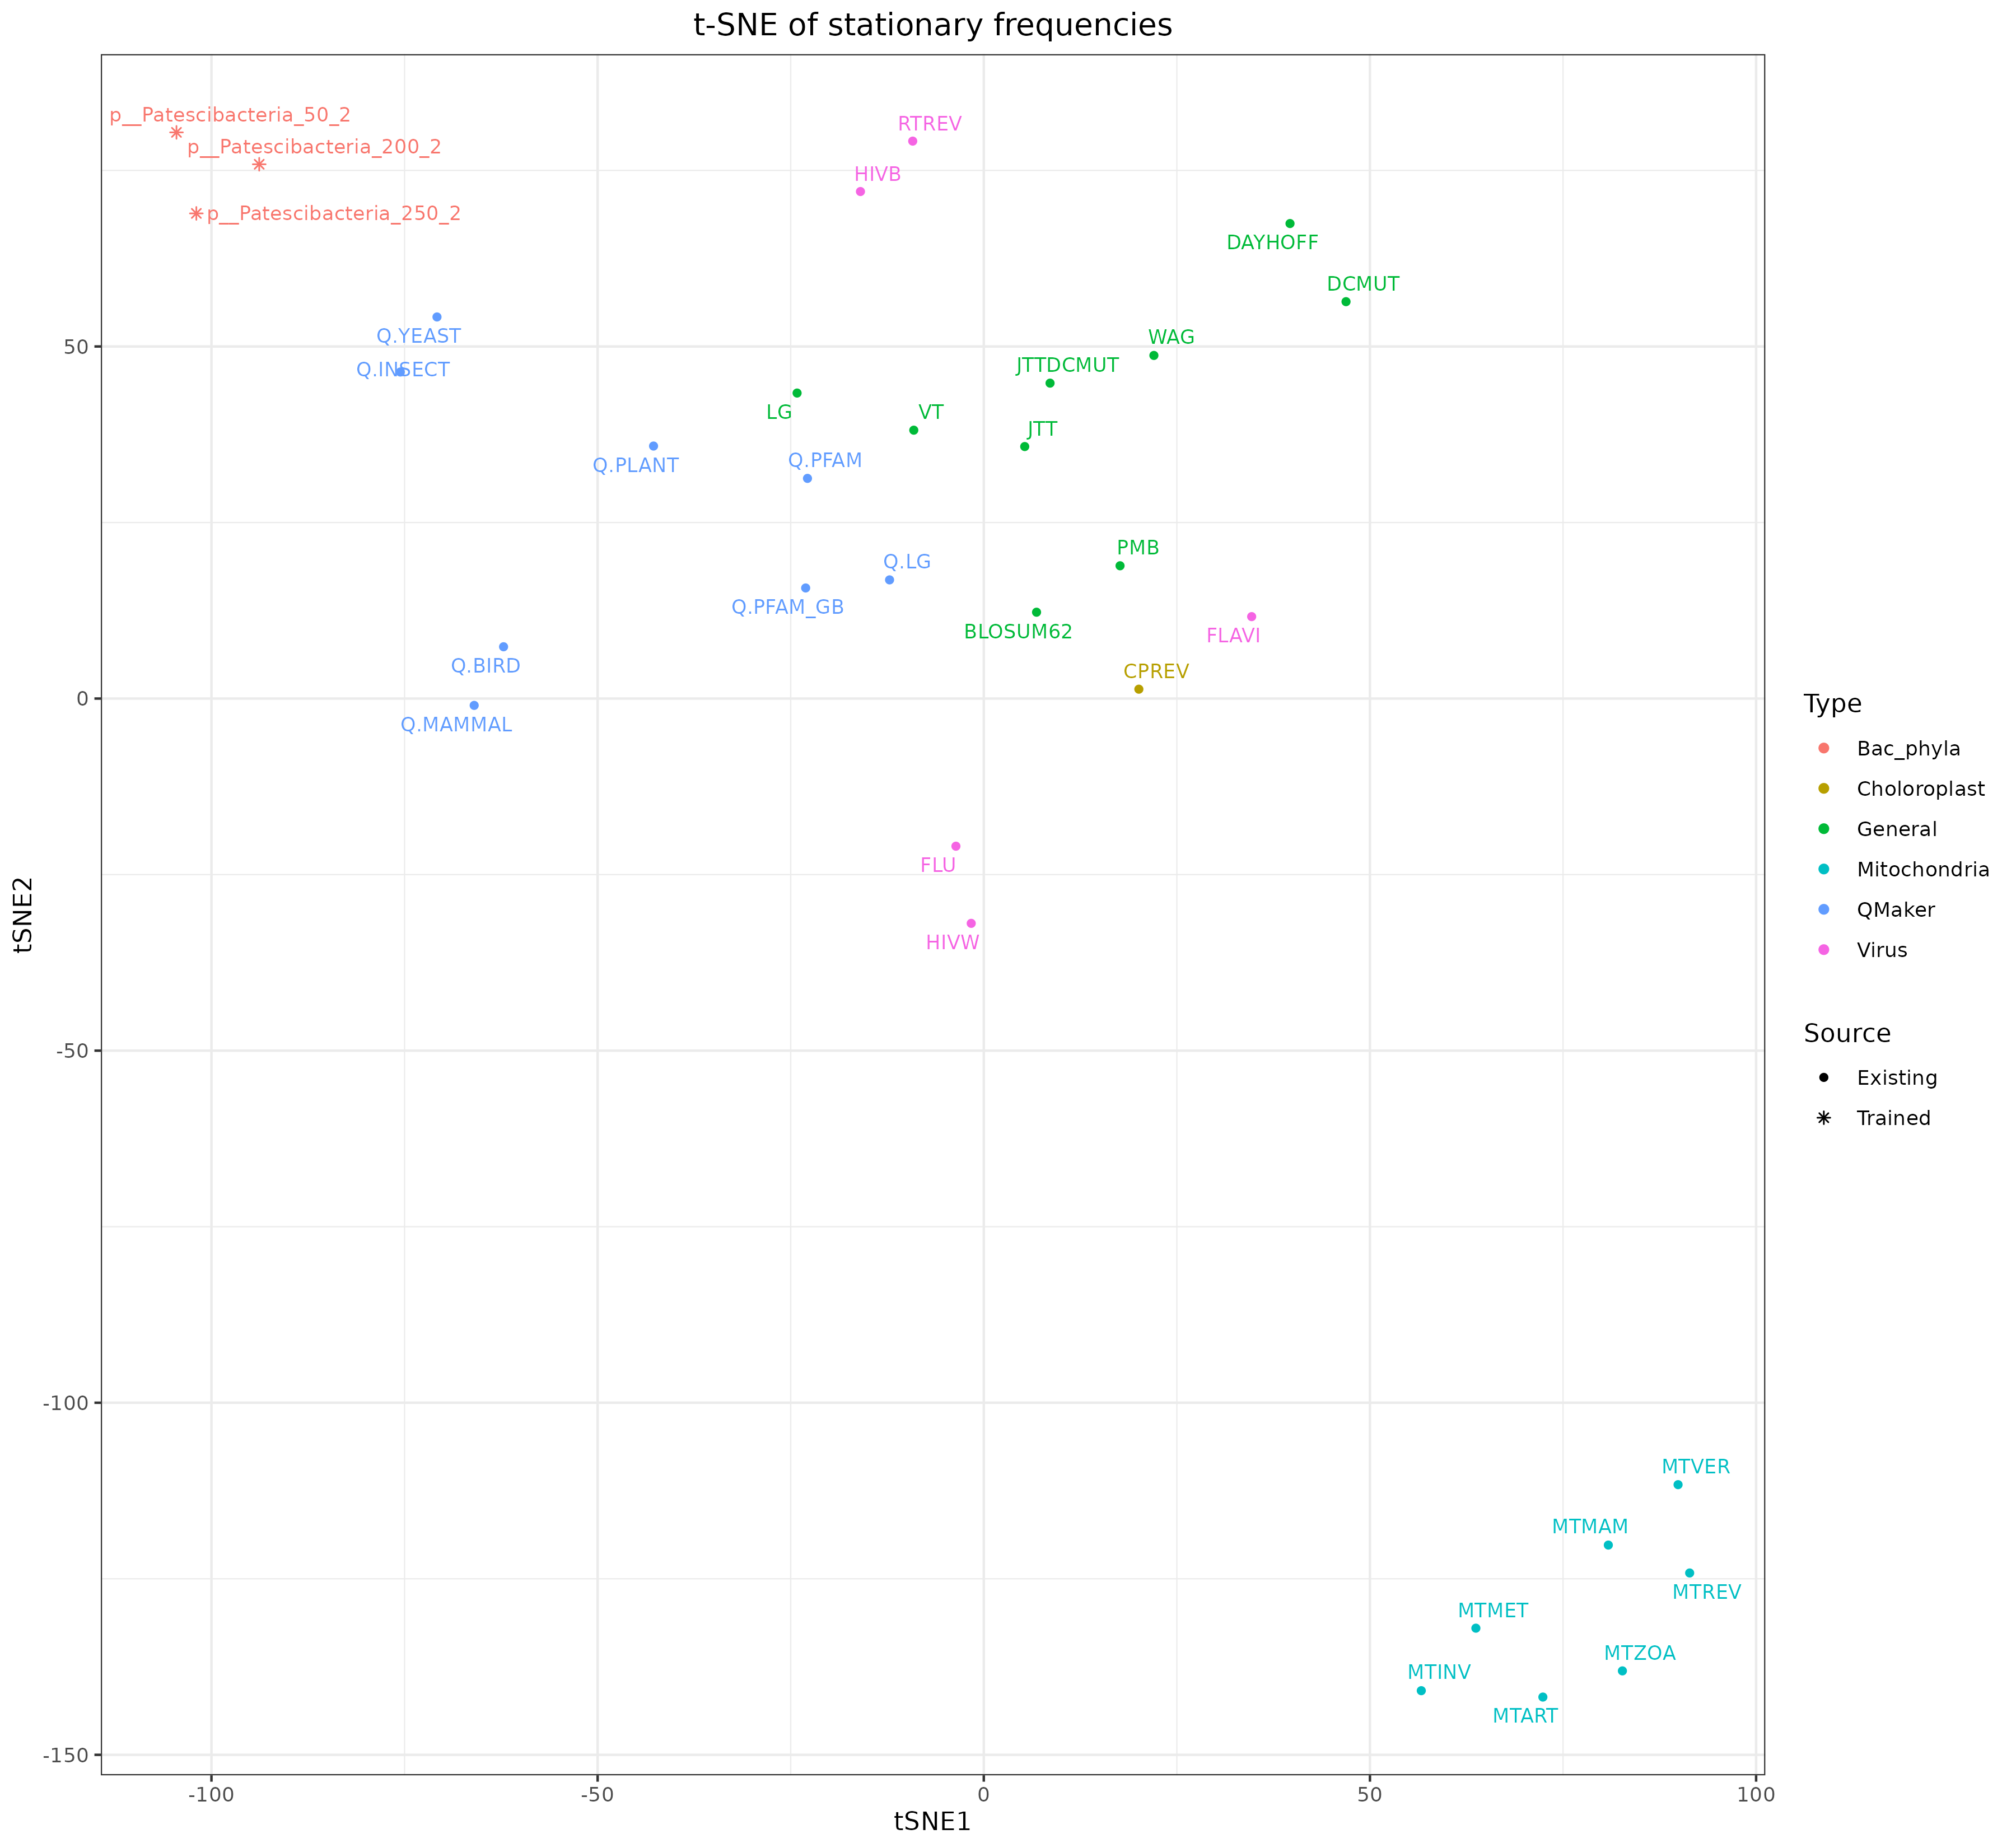 t-SNE of stationary frequencies
p__Patescibacteria_50_2
RTREV
p__Patescibacteria_200_2
HIVB
p__Patescibacteria_250_2
DAYHOFF
DCMUT
Q.YEAST
WAG
50
Q.INSECT
JTTDCMUT
LG
VT
JTT
Q.PLANT
Q.PFAM
PMB
Q.LG
Q.PFAM_GB
BLOSUM62
FLAVI
Q.BIRD
CPREV
0
Q.MAMMAL
FLU
HIVW
-50
-100
MTVER
MTMAM
MTREV
MTMET
MTZOA
MTINV
MTART
-150
-100
-50
0
50
100
tSNE1
tSNE2
Type
Bac_phyla
Choloroplast
General
Mitochondria
QMaker
Virus
Source
Existing
Trained